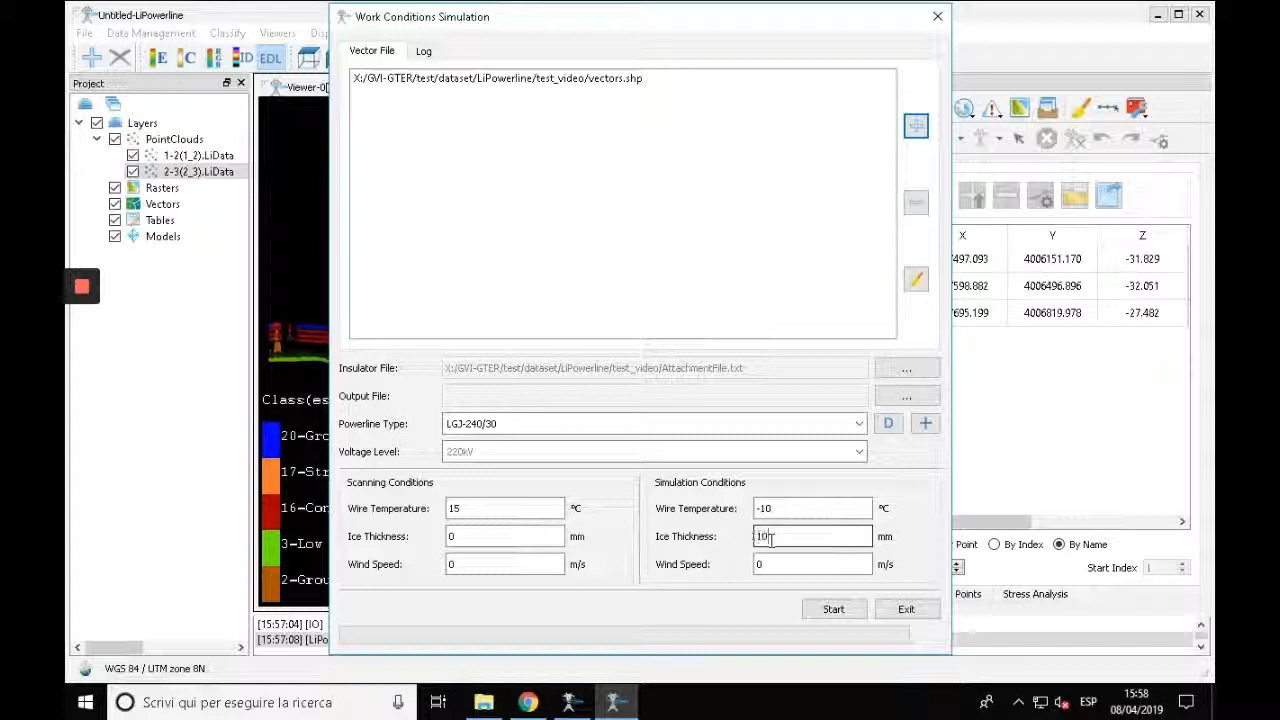 Untitled-LiPowerline
File Data Management Classify Viewers
EDL
Project
Layers
PointClouds
1-2(1_2).LiData
2-3(2_3).LiData
Rasters
Vectors
Tables
Models
Viewer-0[
20-Gro
17-Str
16-Con
3-Low
2-Grou
[15:57:04] [IO]
[15:57:08] [LiPo
WGS 84 / UTM zone 8N
Work Conditions Simulation
Vector File Log
X:/GVI-GTER/test/dataset/LiPowerline/test_video/vectors.shp
Insulator File: X:/GVI-GTER/test/dataset/LiPowerline/test_video/AttachmentFile.txt ...
Output File: ...
Powerline Type: LGJ-240/30 D +
Voltage Level: 220kV
Scanning Conditions
Wire Temperature: 15 ℃
Ice Thickness: 0 mm
Wind Speed: 0 m/s
Simulation Conditions
Wire Temperature: -10 ℃
Ice Thickness: 10 mm
Wind Speed: 0 m/s
Start Exit
X Y Z
497.093 4006151.170 -31.829
598.882 4006496.896 -32.051
695.199 4006819.978 -27.482
Point By Index By Name
Start Index 1
Points Stress Analysis
Scrivi qui per eseguire la ricerca
ESP
15:58
08/04/2019